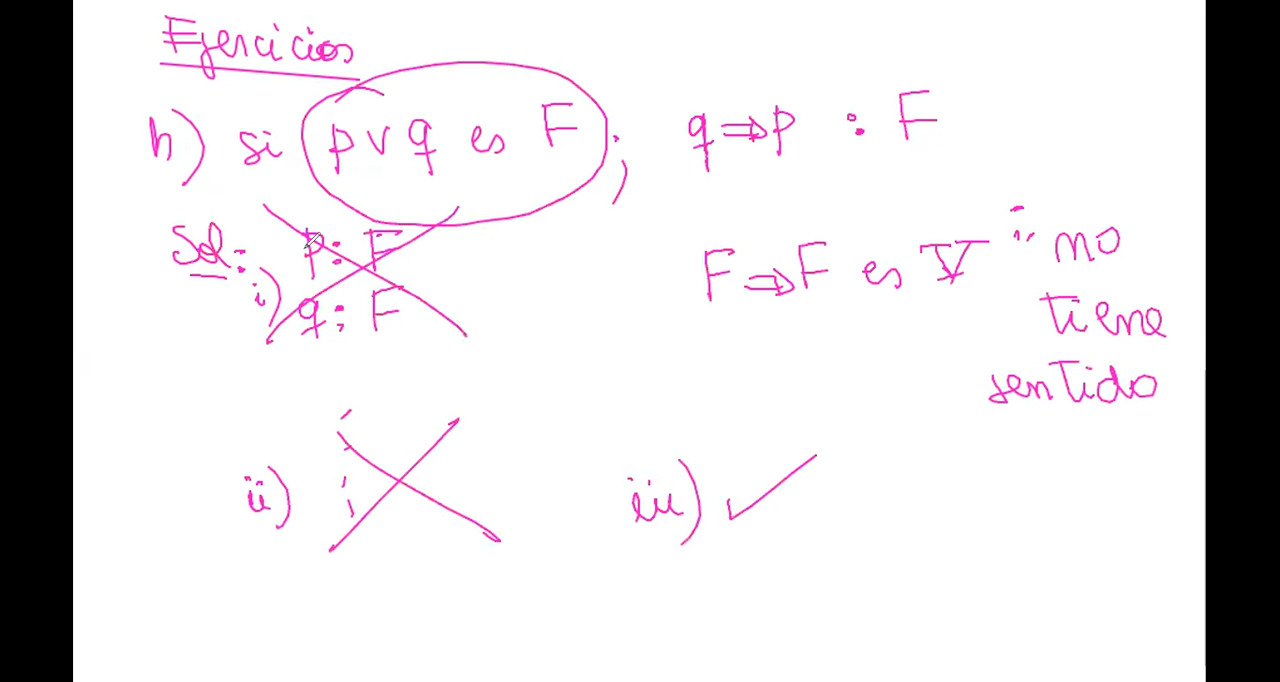 Ejercicios
h) si p v q es F ; q ⇒ p : F
Sol:
i) p: F
q: F
F ⇒ F es V ¡¡ no
tiene
sentido
ii) iii) ✓